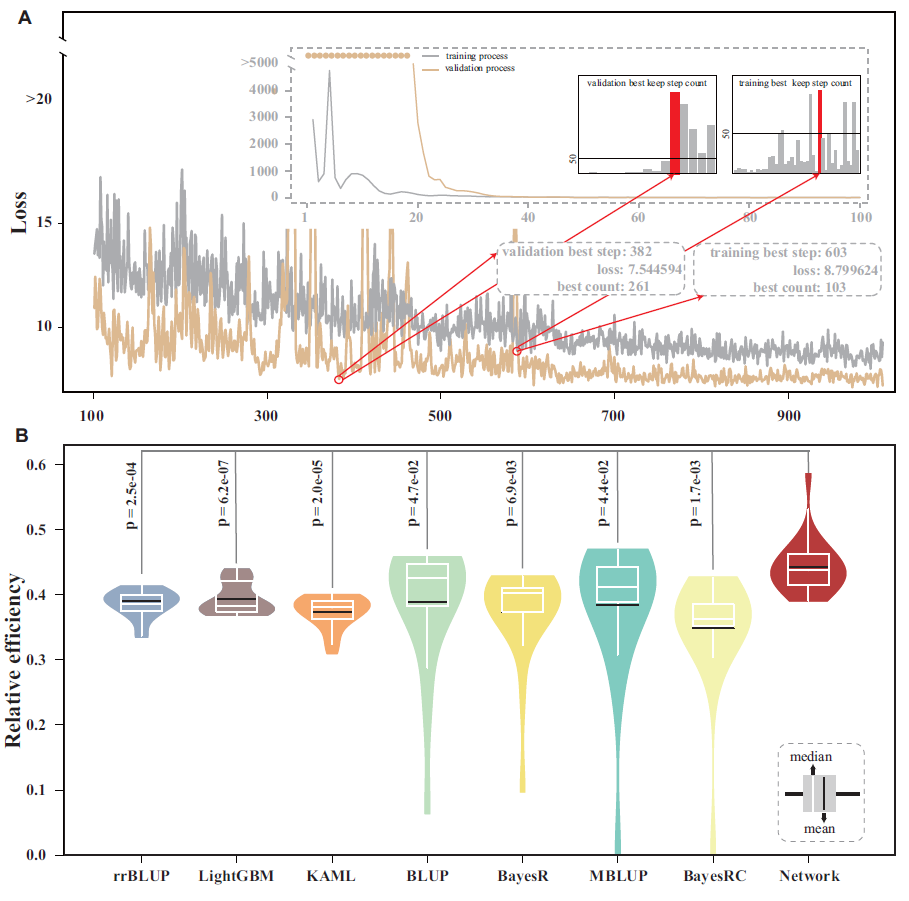 A
>5000
training process
validation process
validation best keep step count
training best keep step count
>20
4000
3000
2000
1000
0
50
50
1
20
40
60
80
100
Loss
15
10
validation best step: 382
loss: 7.544594
best count: 261
training best step: 603
loss: 8.799624
best count: 103
100
300
500
700
900
B
Relative efficiency
0.6
0.5
0.4
0.3
0.2
0.1
0.0
p = 2.5e-04
p = 6.2e-07
p = 2.0e-05
p = 4.7e-02
p = 6.9e-03
p = 4.4e-02
p = 1.7e-03
median
mean
rrBLUP
LightGBM
KAML
BLUP
BayesR
MBLUP
BayesRC
Network